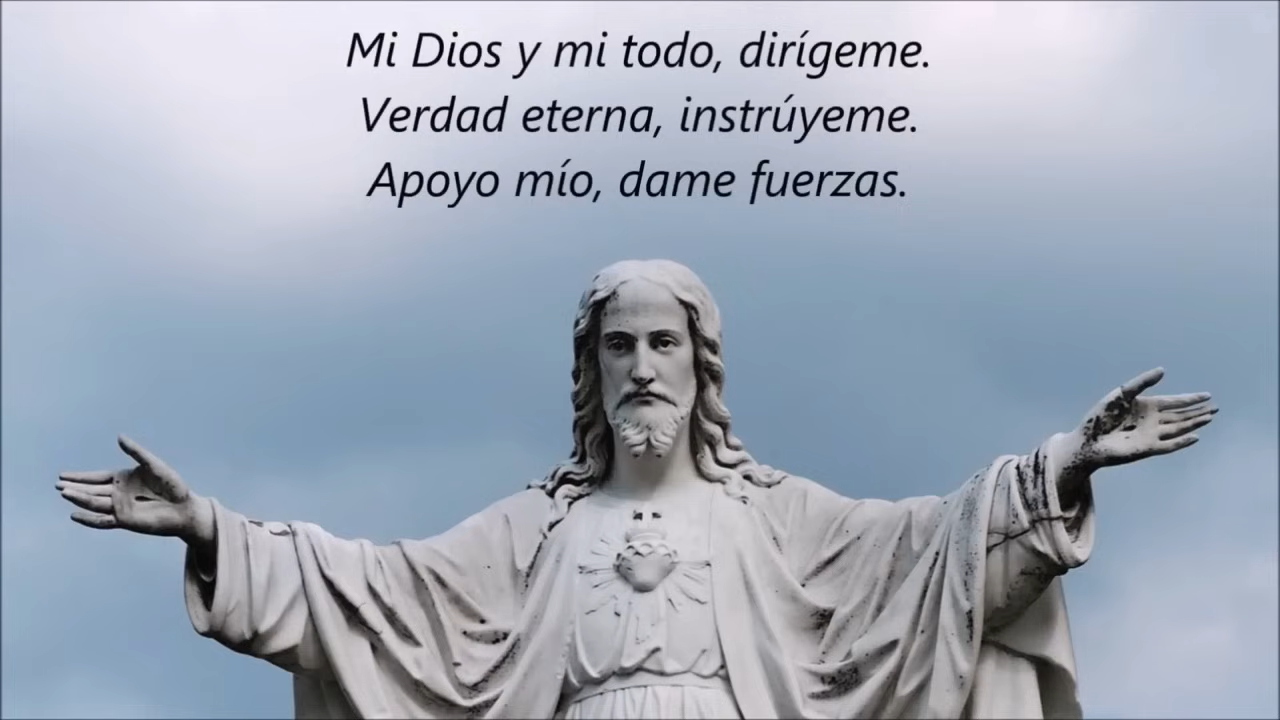 Mi Dios y mi todo, dirígeme.
Verdad eterna, instrúyeme.
Apoyo mío, dame fuerzas.